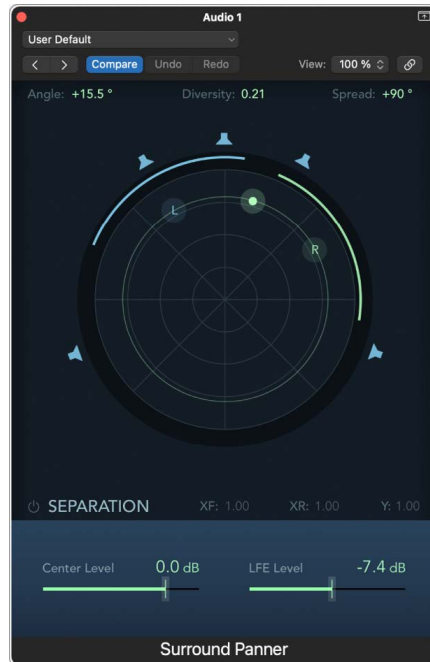 Audio 1
User Default
Compare Undo Redo View: 100 %
Angle: +15.5 ° Diversity: 0.21 Spread: +90 °
L
R
SEPARATION XF: 1.00 XR: 1.00 Y: 1.00
Center Level 0.0 dB LFE Level -7.4 dB
Surround Panner